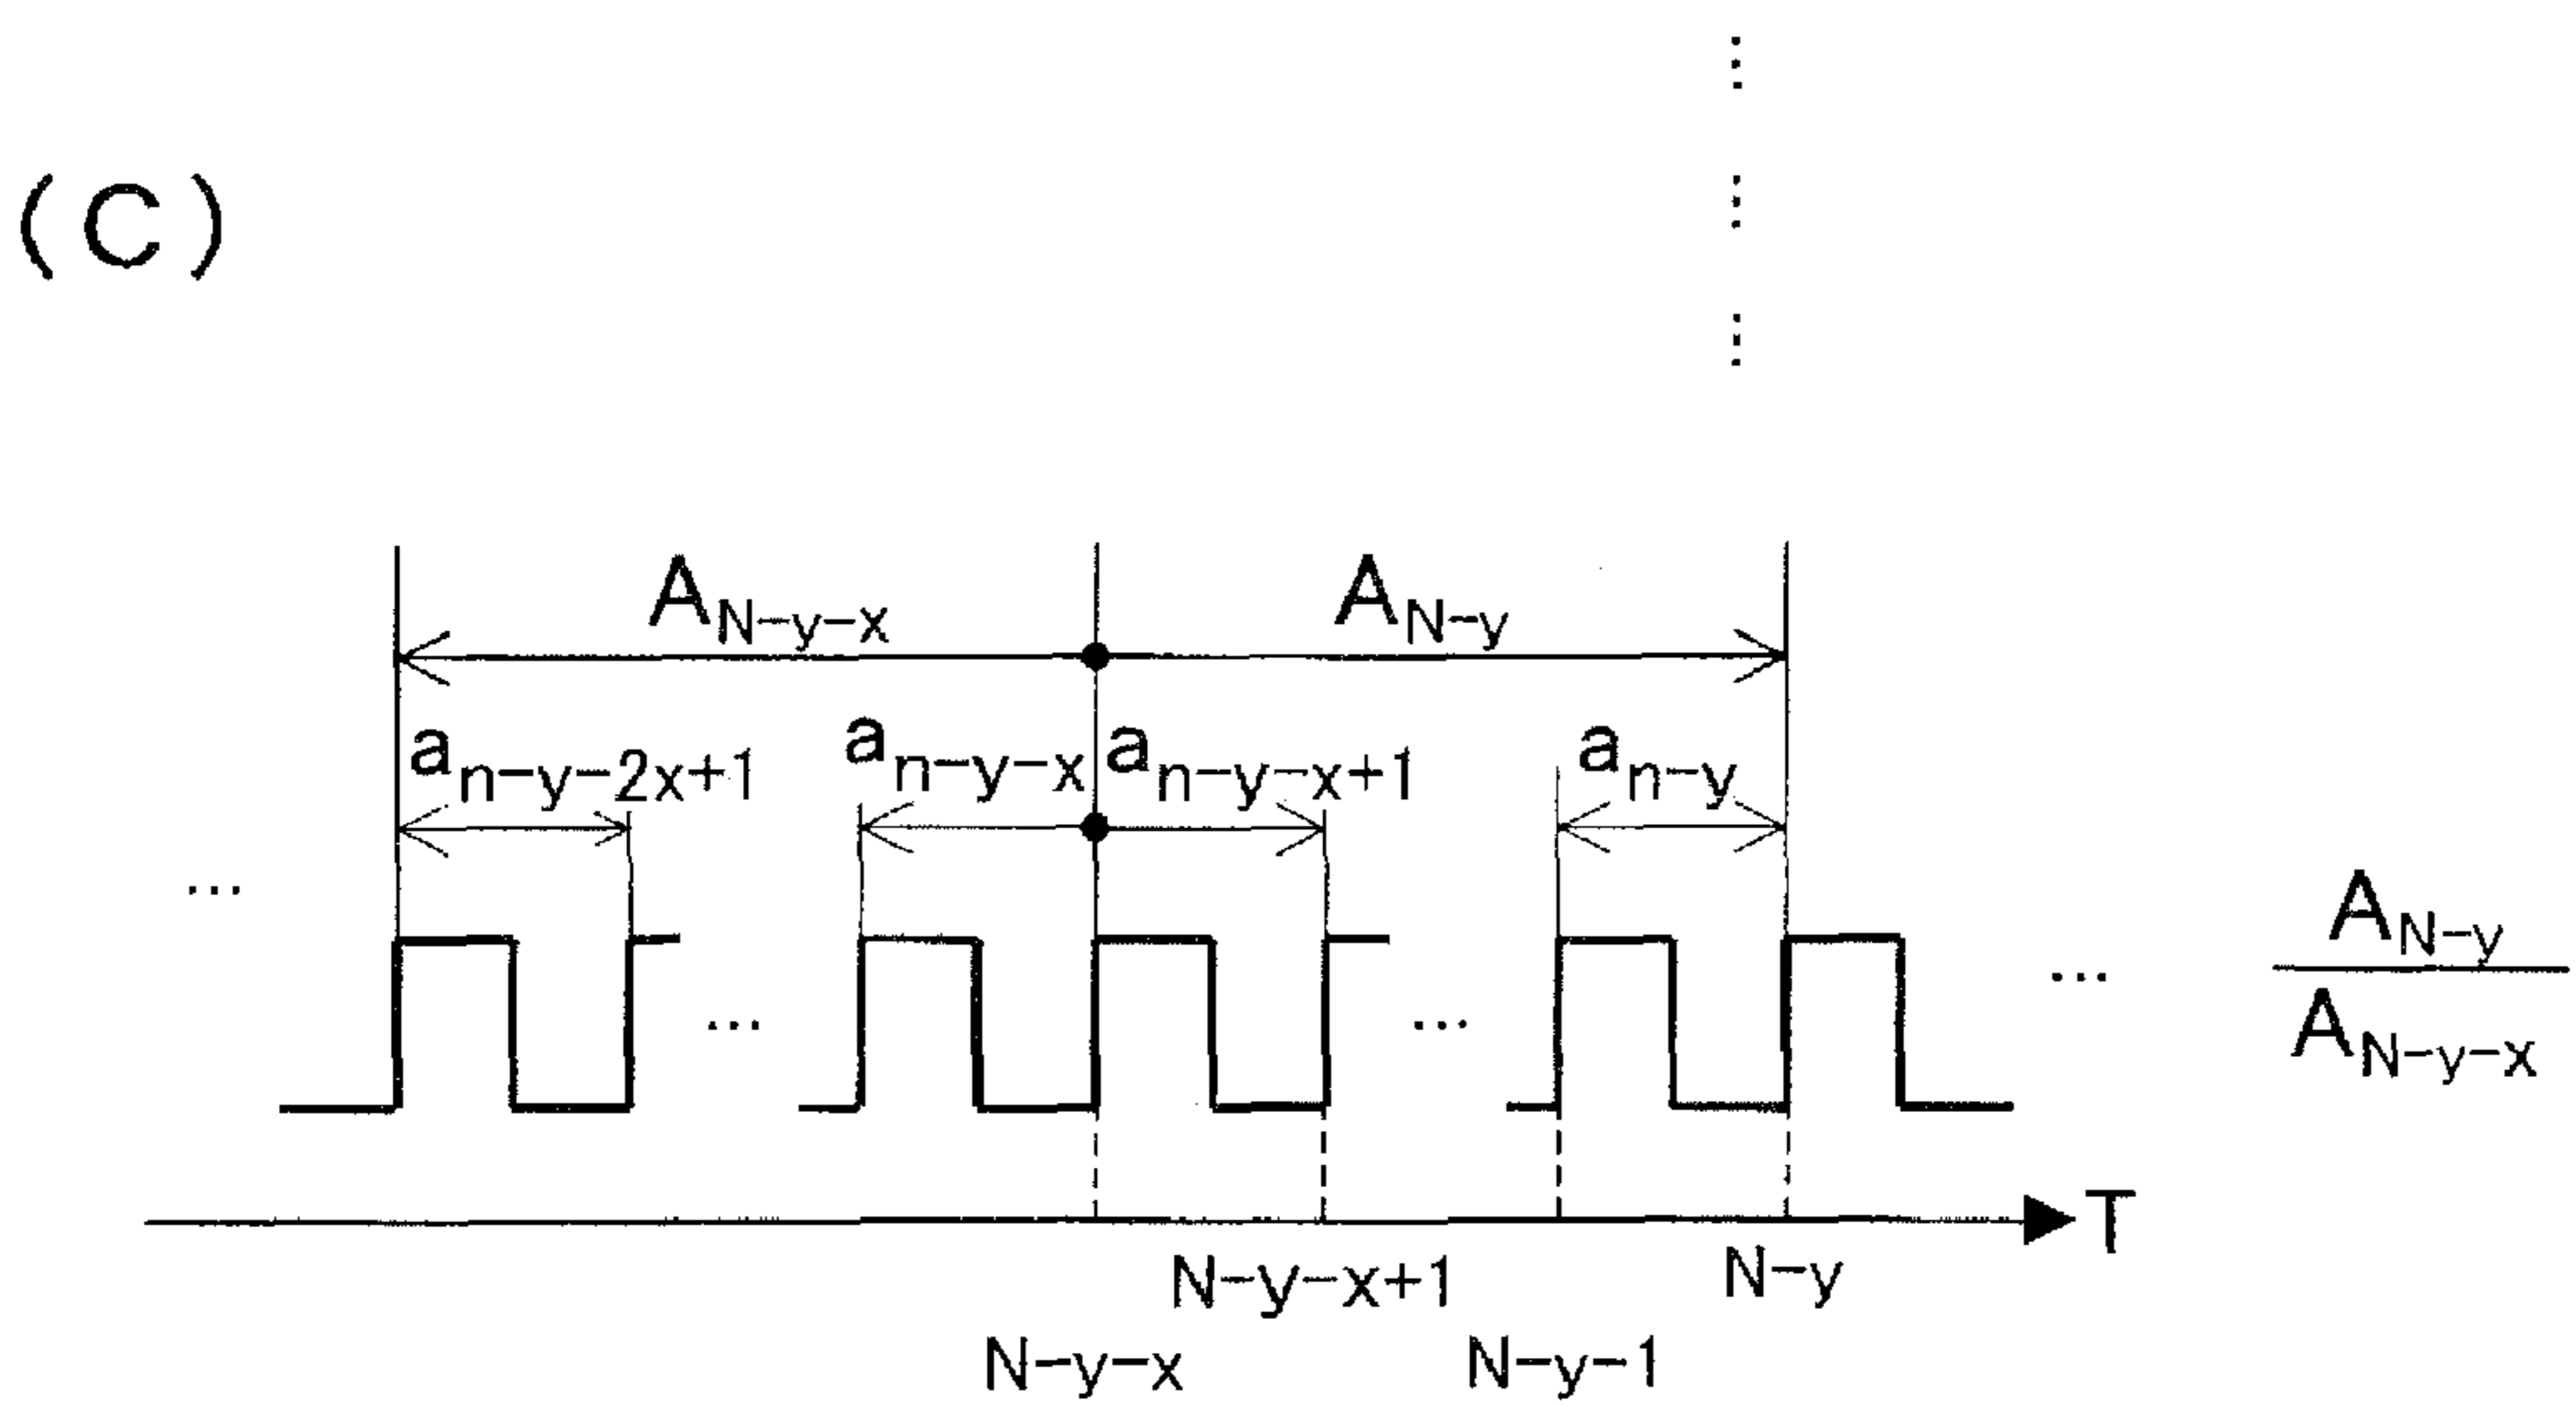 (C)
A_{N-y-x} A_{N-y}
a_{n-y-2x+1} a_{n-y-x} a_{n-y-x+1} a_{n-y}
... ... ... ...
A_{N-y}
A_{N-y-x}
T
N-y-x+1 N-y
N-y-x N-y-1